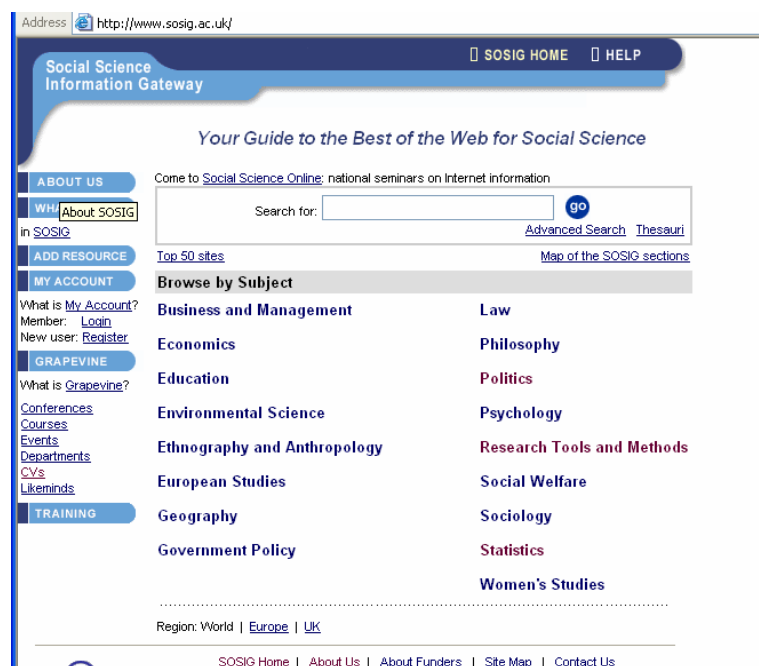 Address http://www.sosig.ac.uk/
SOSIG HOME HELP
Social Science
Information Gateway
Your Guide to the Best of the Web for Social Science
ABOUT US
WHA
About SOSIG
in SOSIG
ADD RESOURCE
MY ACCOUNT
What is My Account?
Member: Login
New user: Register
GRAPEVINE
What is Grapevine?
Conferences
Courses
Events
Departments
CVs
Likeminds
TRAINING
Come to Social Science Online: national seminars on Internet information
Search for: go
Advanced Search Thesauri
Top 50 sites Map of the SOSIG sections
Browse by Subject
Business and Management
Economics
Education
Environmental Science
Ethnography and Anthropology
European Studies
Geography
Government Policy
Law
Philosophy
Politics
Psychology
Research Tools and Methods
Social Welfare
Sociology
Statistics
Women's Studies
Region: World | Europe | UK
SOSIG Home | About Us | About Funders | Site Map | Contact Us